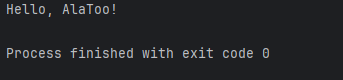 Hello, AlaToo!
Process finished with exit code 0